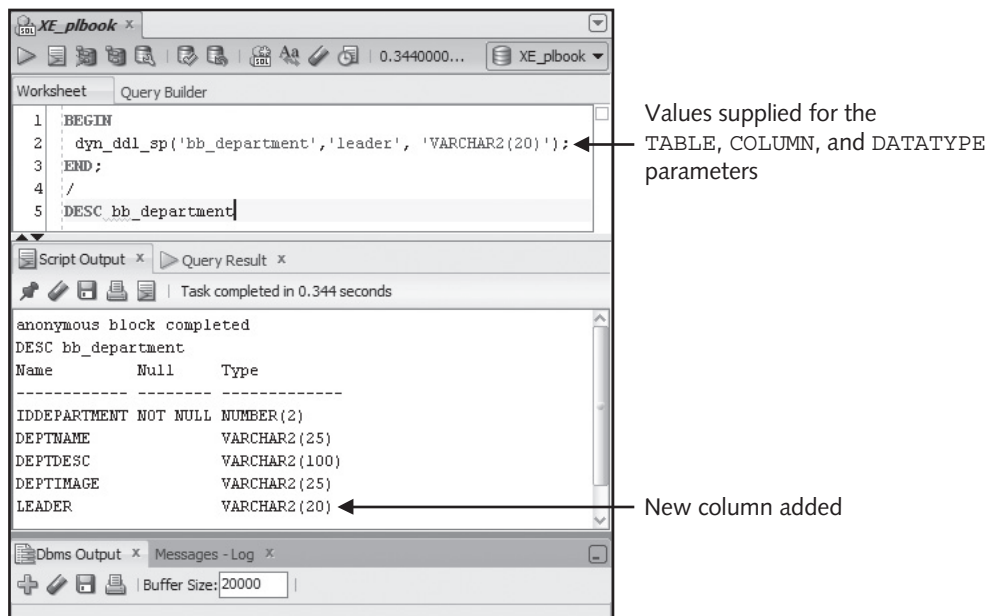 XE_plbook x
SQL Aa 0.3440000... XE_plbook
Worksheet Query Builder
1 BEGIN
2 dyn_ddl_sp('bb_department','leader', 'VARCHAR2(20)');
3 END;
4 /
5 DESC bb_department
Values supplied for the
TABLE, COLUMN, and DATATYPE
parameters
Script Output x Query Result x
Task completed in 0.344 seconds
anonymous block completed
DESC bb_department
Name Null Type
------------ -------- -------------
IDDEPARTMENT NOT NULL NUMBER(2)
DEPTNAME VARCHAR2(25)
DEPTDESC VARCHAR2(100)
DEPTIMAGE VARCHAR2(25)
LEADER VARCHAR2(20)
New column added
Dbms Output x Messages - Log x
Buffer Size: 20000